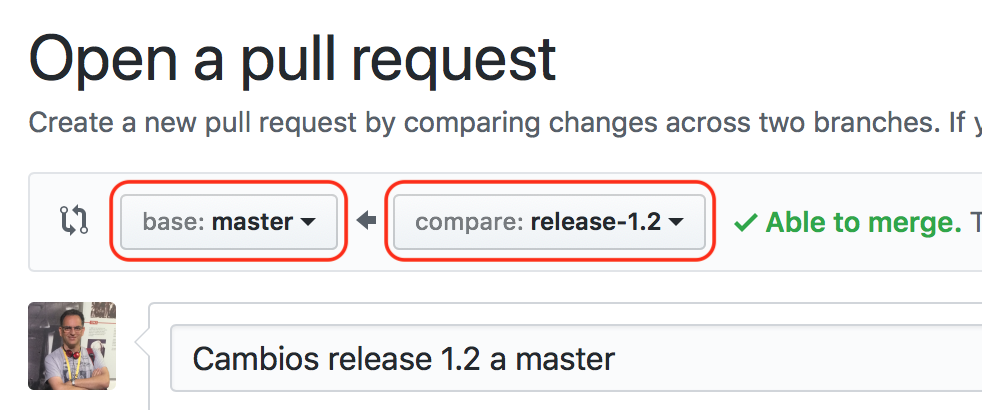 Open a pull request
Create a new pull request by comparing changes across two branches. If
base: master
compare: release-1.2
Able to merge.
Cambios release 1.2 a master